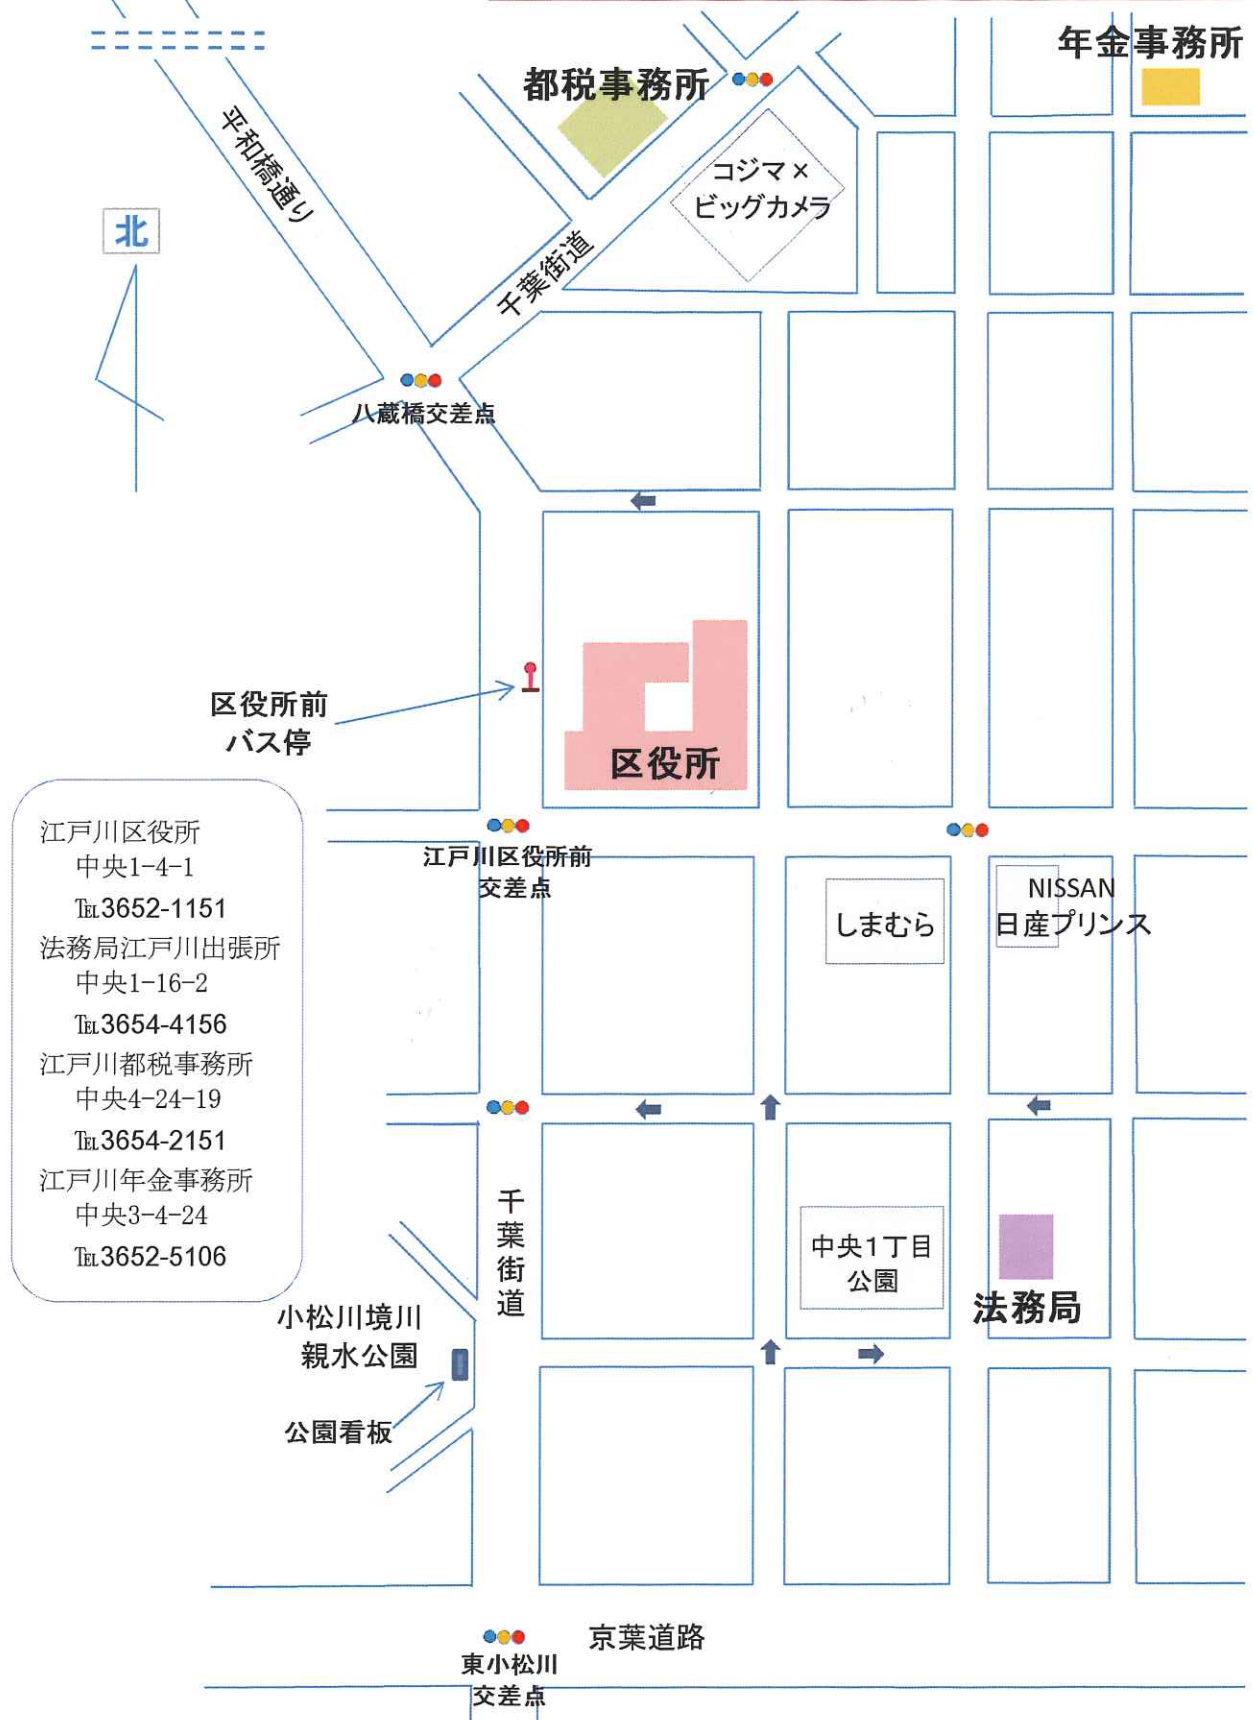 年金事務所
都税事務所
平和橋通り
コジマ×
ビッグカメラ
北
千葉街道
八蔵橋交差点
区役所前
バス停
区役所
江戸川区役所
中央1-4-1
℡3652-1151
法務局江戸川出張所
中央1-16-2
℡3654-4156
江戸川都税事務所
中央4-24-19
℡3654-2151
江戸川年金事務所
中央3-4-24
℡3652-5106
江戸川区役所前
交差点
しまむら
NISSAN
日産プリンス
千葉街道
中央1丁目
公園
法務局
小松川境川
親水公園
公園看板
京葉道路
東小松川
交差点